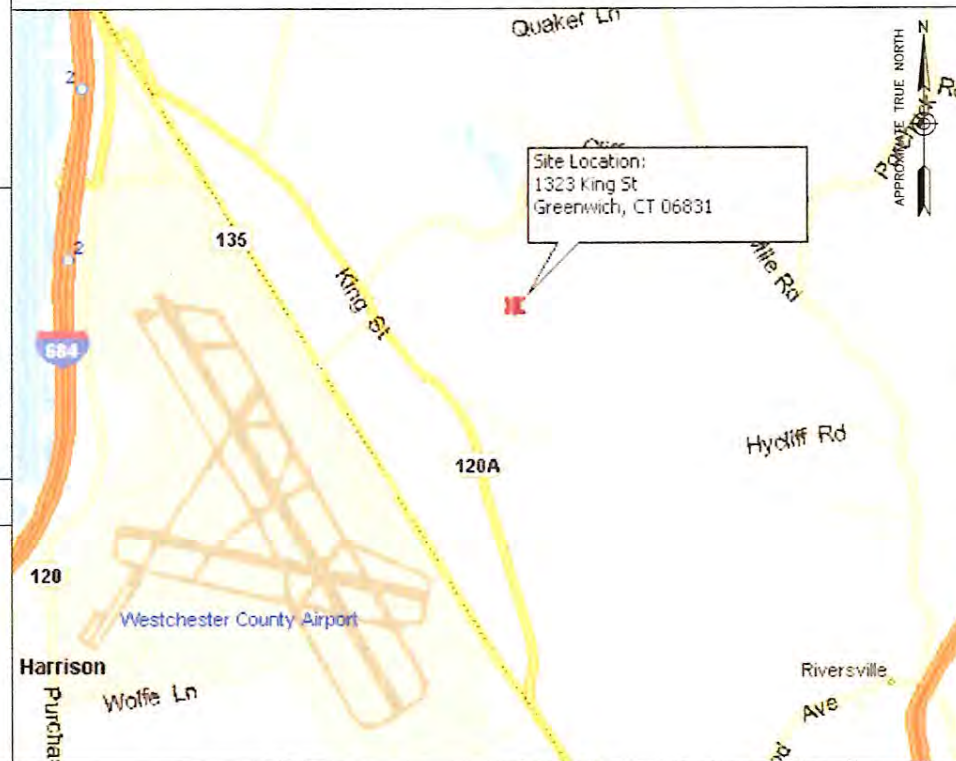 Quaker Ln
N
APPROXIMATE TRUE NORTH
2
Site Location:
1323 King St
Greenwich, CT 06831
135
2
King St
684
Hycliff Rd
120A
120
Westchester County Airport
Harrison
Wolfe Ln
Riversville
Ave